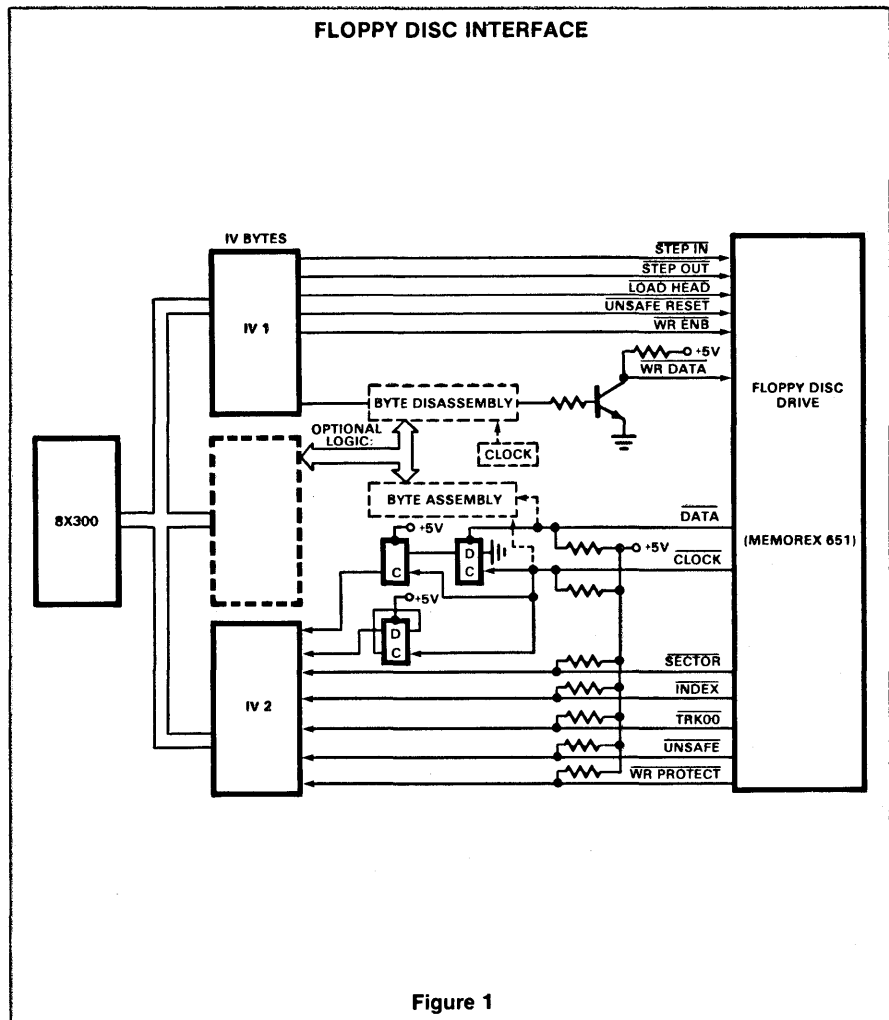 FLOPPY DISC INTERFACE
IV BYTES
IV 1
STEP IN
STEP OUT
LOAD HEAD
UNSAFE RESET
WR ENB
+5V
WR DATA
FLOPPY DISC
DRIVE
(MEMOREX 651)
BYTE DISASSEMBLY
OPTIONAL
LOGIC:
CLOCK
BYTE ASSEMBLY
8X300
DATA
+5V
+5V
CLOCK
D
C
C
+5V
D
C
IV 2
SECTOR
INDEX
TRK00
UNSAFE
WR PROTECT
Figure 1